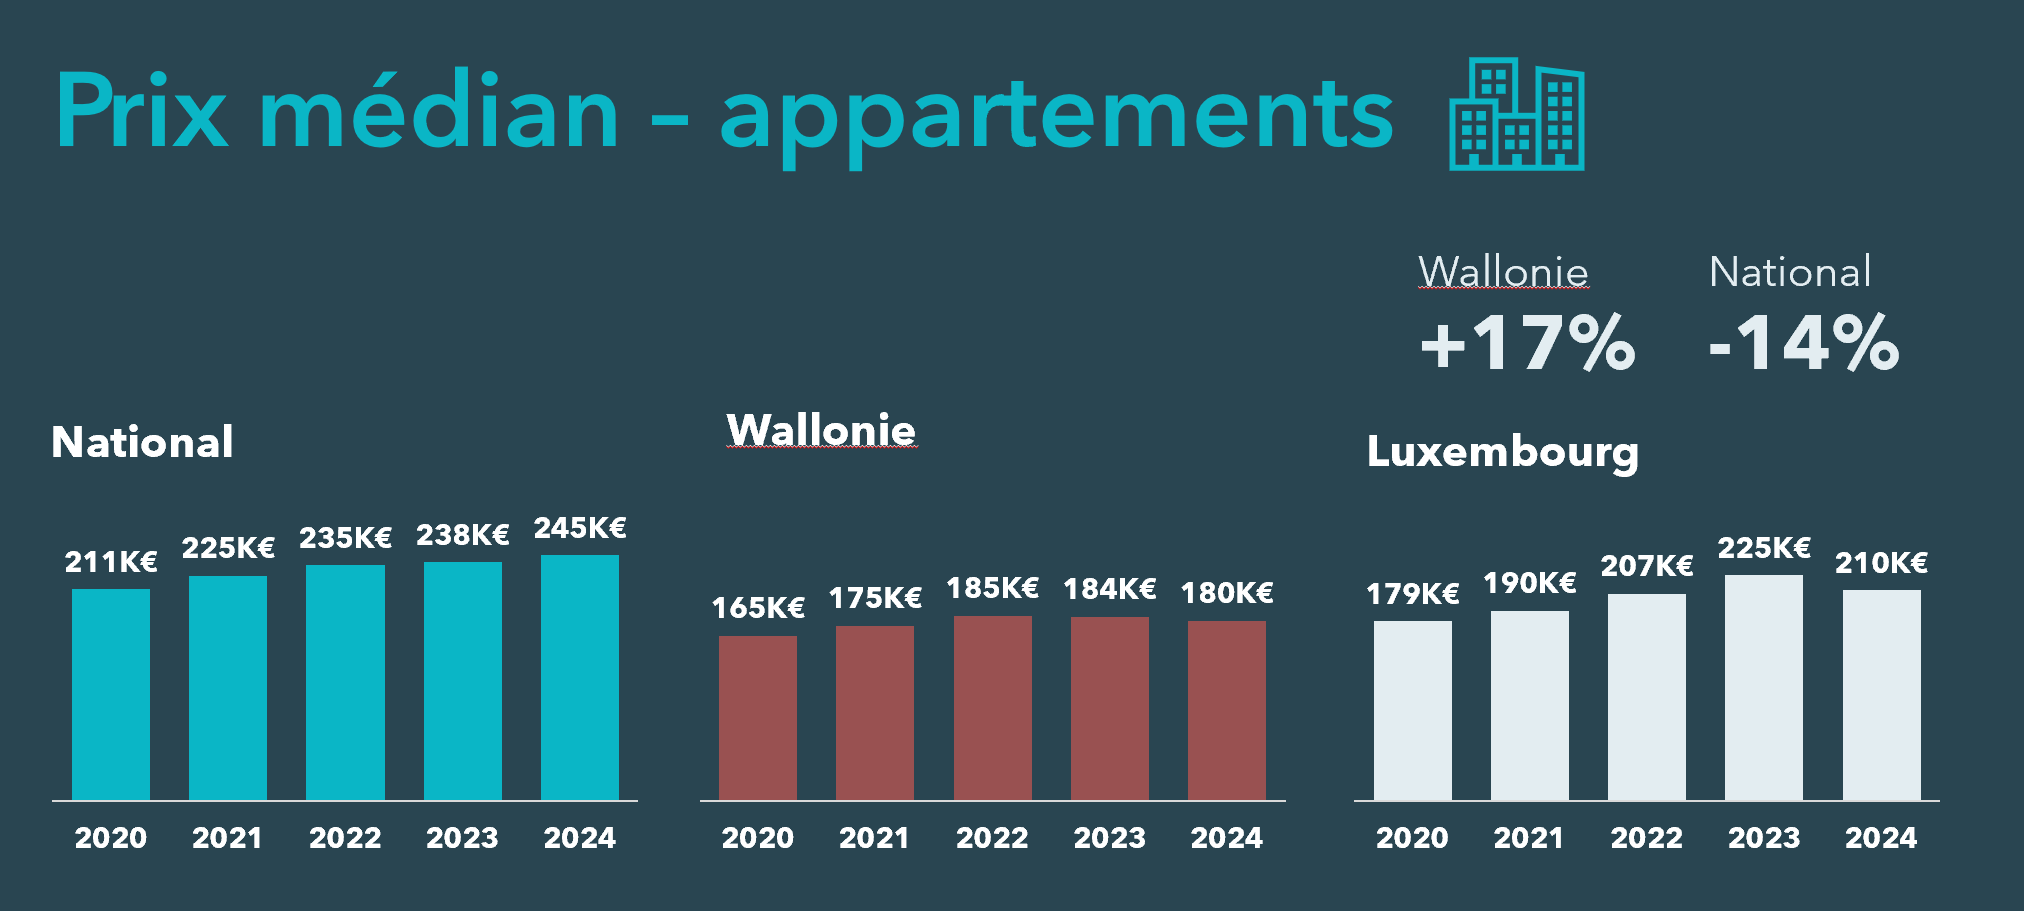 Prix médian – appartements
Wallonie
+17%
National
-14%
National
211K€ 225K€ 235K€ 238K€ 245K€
2020 2021 2022 2023 2024
Wallonie
165K€ 175K€ 185K€ 184K€ 180K€
2020 2021 2022 2023 2024
Luxembourg
179K€ 190K€ 207K€ 225K€ 210K€
2020 2021 2022 2023 2024